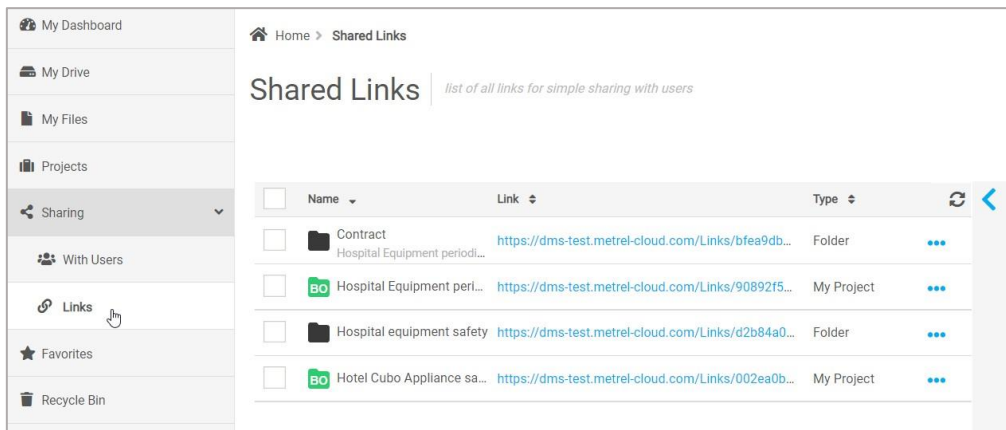 My Dashboard
My Drive
My Files
Projects
Sharing
With Users
Links
Favorites
Recycle Bin
Home > Shared Links
Shared Links
list of all links for simple sharing with users
Name Link Type
Contract https://dms-test.metrel-cloud.com/Links/bfea9db... Folder
Hospital Equipment periodi...
BO Hospital Equipment peri... https://dms-test.metrel-cloud.com/Links/90892f5... My Project
Hospital equipment safety https://dms-test.metrel-cloud.com/Links/d2b84a0... Folder
BO Hotel Cubo Appliance sa... https://dms-test.metrel-cloud.com/Links/002ea0b... My Project